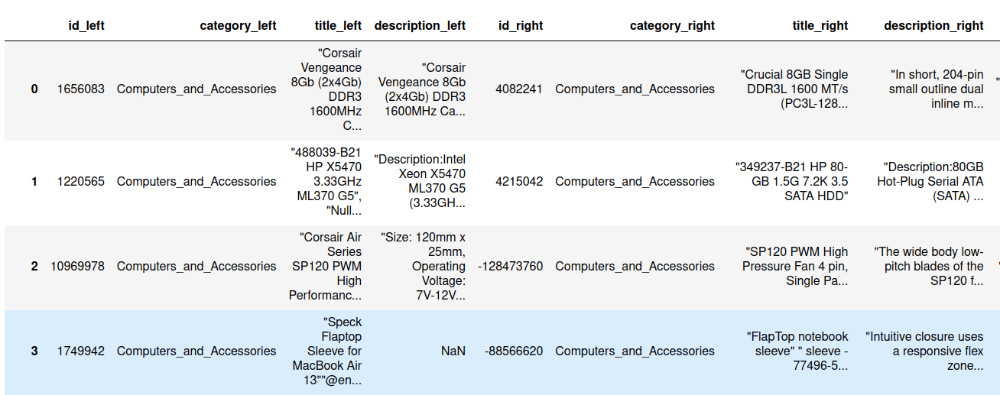 id_left category_left title_left description_left id_right category_right title_right description_right
0 1656083 Computers_and_Accessories "Corsair Vengeance 8Gb (2x4Gb) DDR3 1600MHz C... "Corsair Vengeance 8Gb (2x4Gb) DDR3 1600MHz Ca... 4082241 Computers_and_Accessories "Crucial 8GB Single DDR3L 1600 MT/s (PC3L-128... "In short, 204-pin small outline dual inline m... "
1 1220565 Computers_and_Accessories "488039-B21 HP X5470 3.33GHz ML370 G5", "Null... "Description:Intel Xeon X5470 ML370 G5 (3.33GH... 4215042 Computers_and_Accessories "349237-B21 HP 80-GB 1.5G 7.2K 3.5 SATA HDD" "Description:80GB Hot-Plug Serial ATA (SATA) ...
2 10969978 Computers_and_Accessories "Corsair Air Series SP120 PWM High Performanc... "Size: 120mm x 25mm, Operating Voltage: 7V-12V... -128473760 Computers_and_Accessories "SP120 PWM High Pressure Fan 4 pin, Single Pa... "The wide body low-pitch blades of the SP120 f...
3 1749942 Computers_and_Accessories "Speck Flaptop Sleeve for MacBook Air 13""@en... NaN -88566620 Computers_and_Accessories "FlapTop notebook sleeve" " sleeve - 77496-5... "Intuitive closure uses a responsive flex zone...